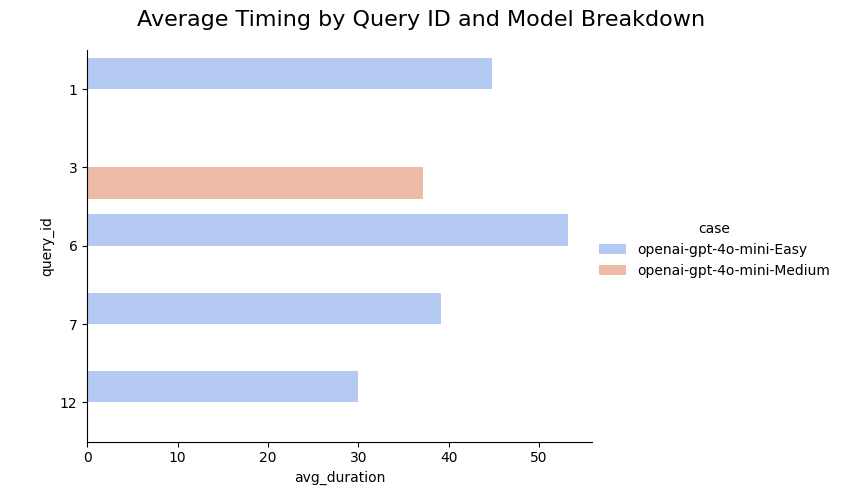 Average Timing by Query ID and Model Breakdown
1
3
6
7
12
query_id
0 10 20 30 40 50
avg_duration
case
openai-gpt-4o-mini-Easy
openai-gpt-4o-mini-Medium